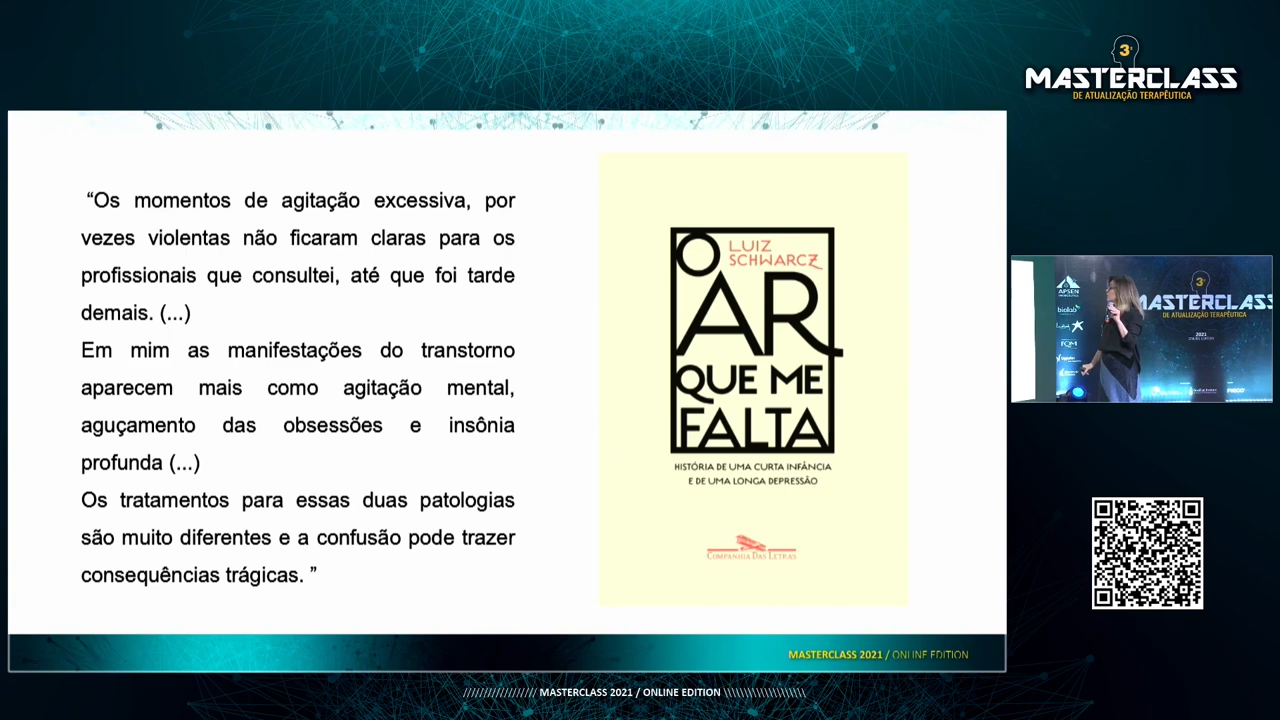 3ª
MASTERCLASS
DE ATUALIZAÇÃO TERAPÊUTICA
“Os momentos de agitação excessiva, por
vezes violentas não ficaram claras para os
profissionais que consultei, até que foi tarde
demais. (...)
Em mim as manifestações do transtorno
aparecem mais como agitação mental,
aguçamento das obsessões e insônia
profunda (...)
Os tratamentos para essas duas patologias
são muito diferentes e a confusão pode trazer
consequências trágicas. ”
LUIZ
SCHWARCZ
O
AR
QUE ME
FALTA
HISTÓRIA DE UMA CURTA INFÂNCIA
E DE UMA LONGA DEPRESSÃO
COMPANHIA DAS LETRAS
APSEN
biolab
FQM
3ª
MASTERCLASS
DE ATUALIZAÇÃO TERAPÊUTICA
2021
MASTERCLASS 2021 / ONLINE EDITION
////////////////// MASTERCLASS 2021 / ONLINE EDITION \\\\\\\\\\\\\\\\\\\\